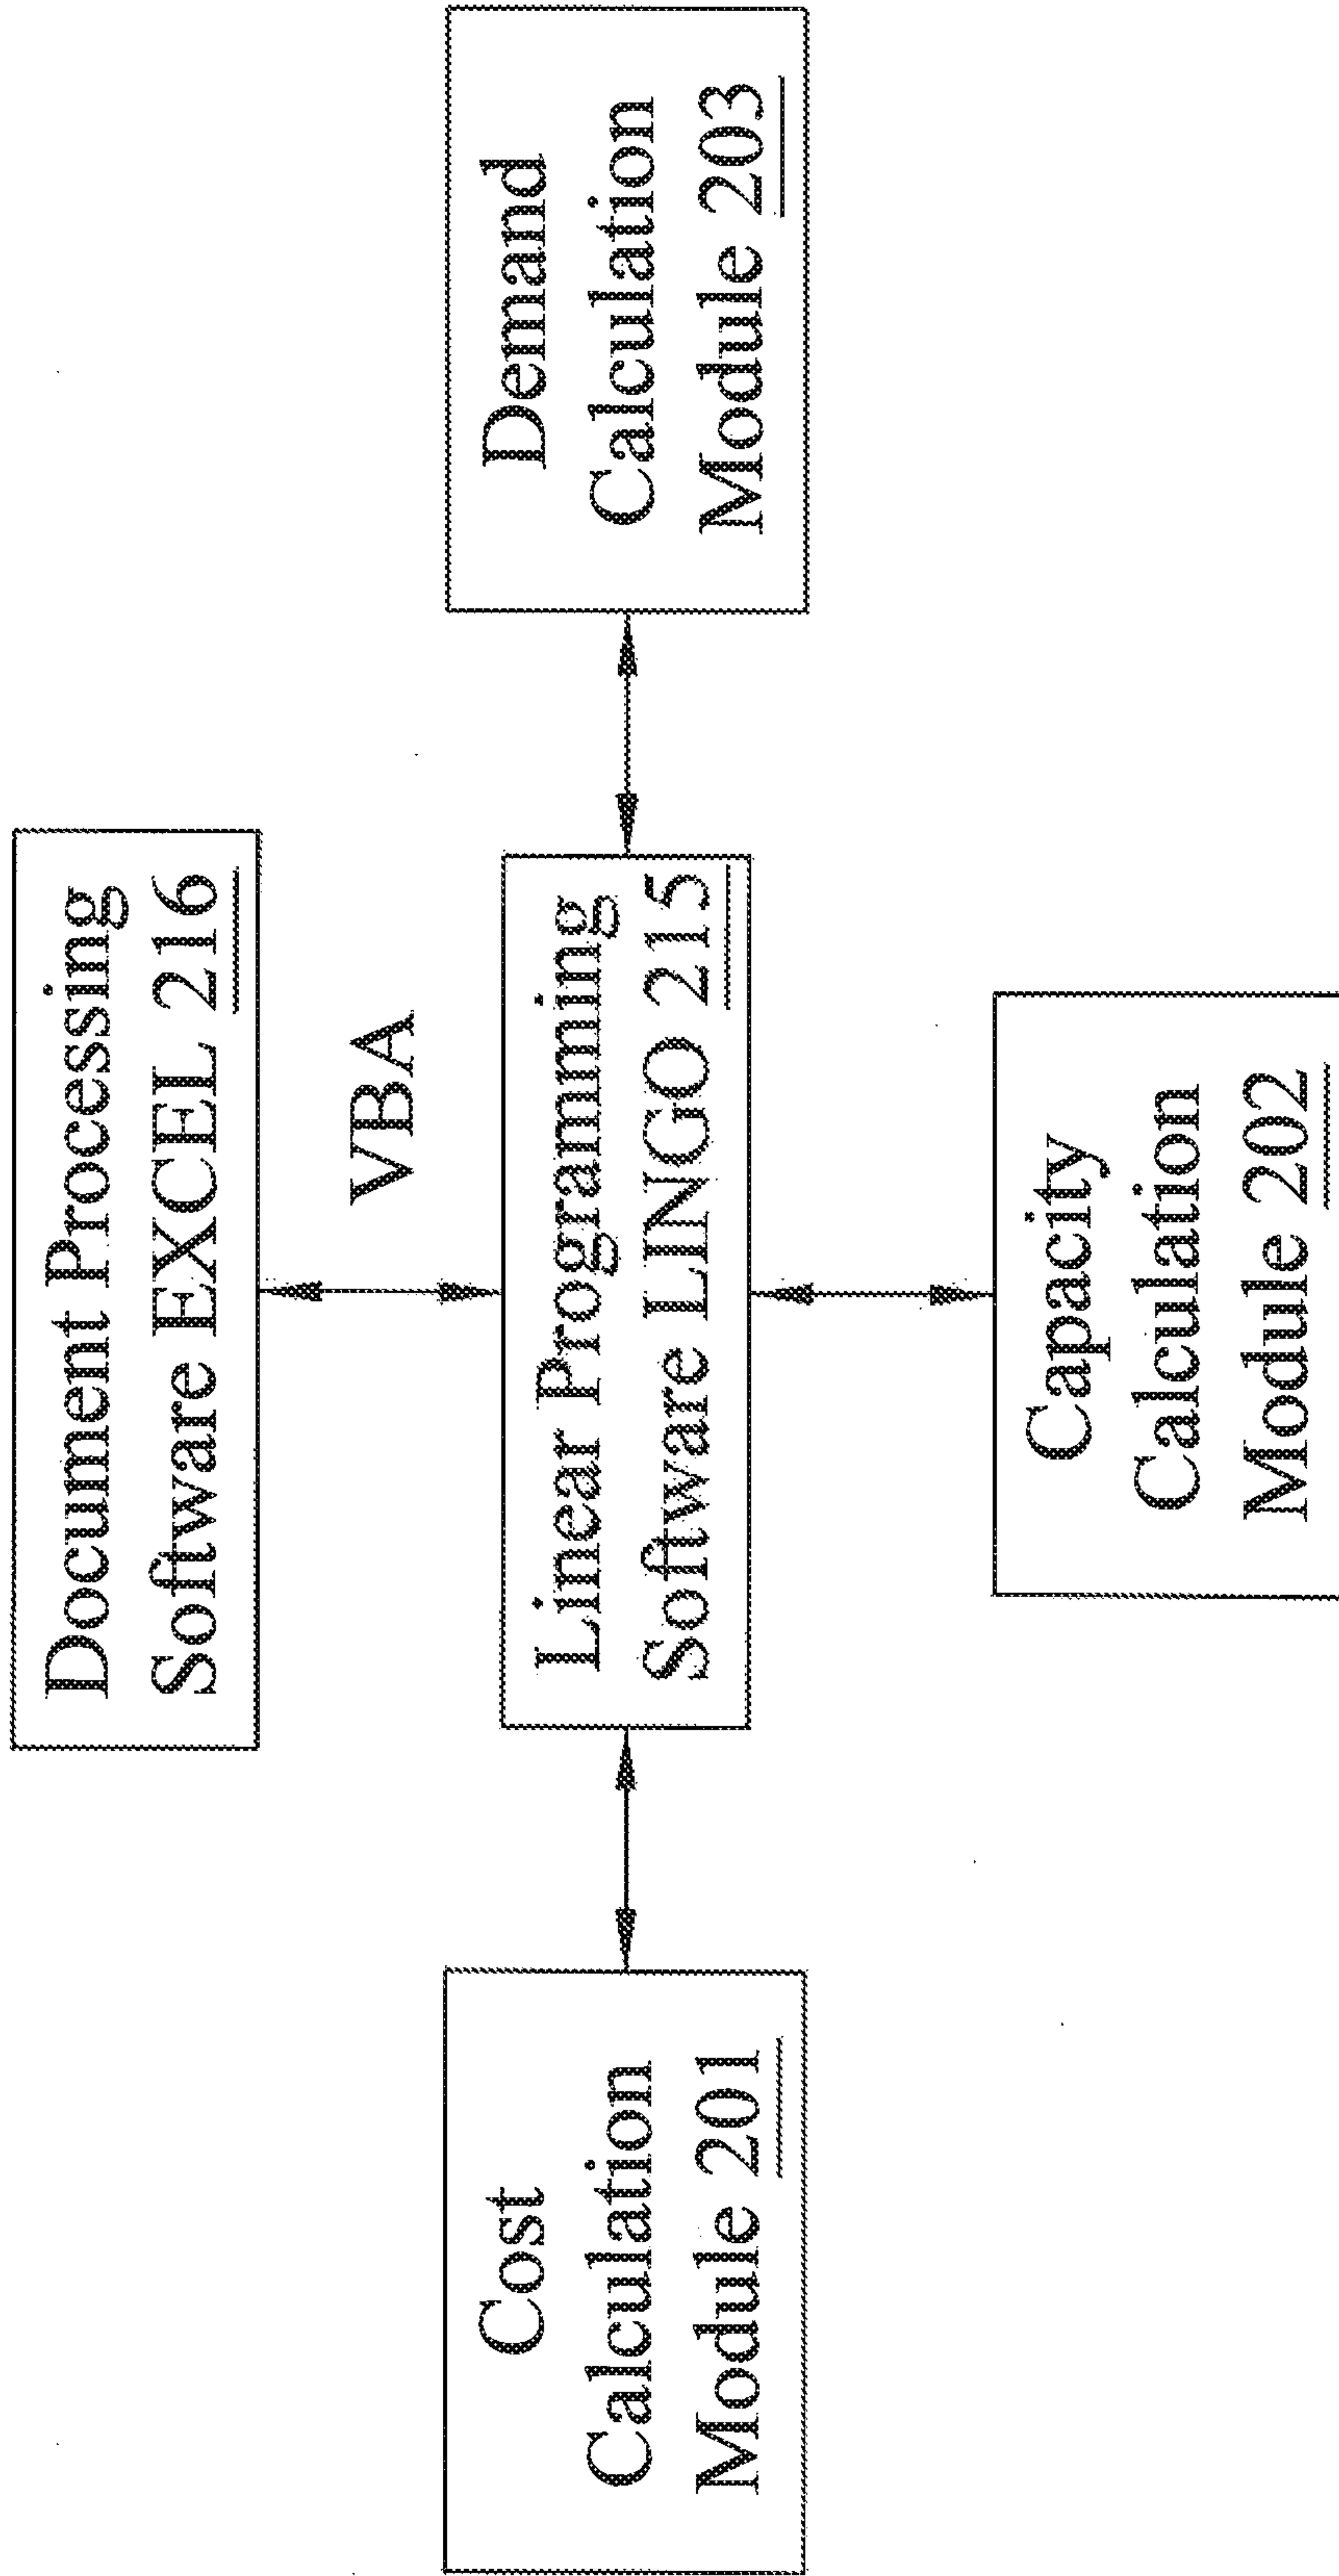 Document Processing
Software EXCEL 216
VBA
Linear Programming
Software LINGO 215
Cost
Calculation
Module 201
Demand
Calculation
Module 203
Capacity
Calculation
Module 202